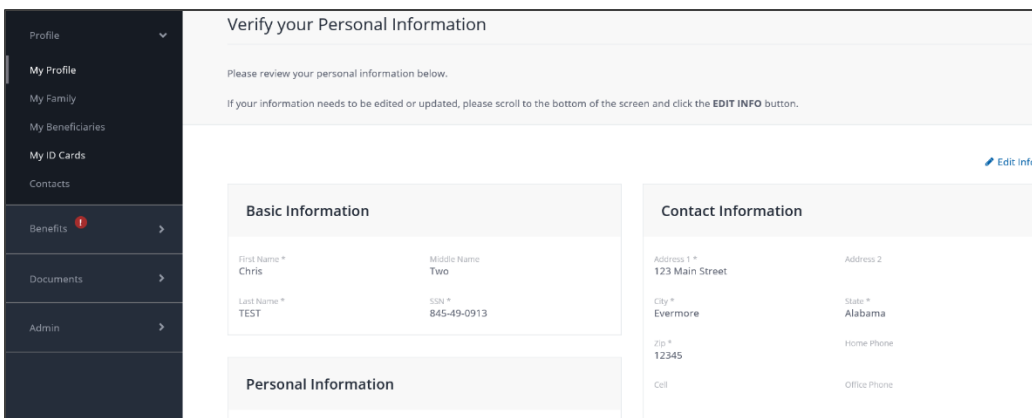 Profile
My Profile
My Family
My Beneficiaries
My ID Cards
Contacts
Benefits !
Documents
Admin
Verify your Personal Information
Please review your personal information below.
If your information needs to be edited or updated, please scroll to the bottom of the screen and click the EDIT INFO button.
Edit Inf
Basic Information
First Name * Middle Name
Chris Two
Last Name * SSN *
TEST 845-49-0913
Personal Information
Contact Information
Address 1 * Address 2
123 Main Street
City * State *
Evermore Alabama
Zip * Home Phone
12345
Cell Office Phone